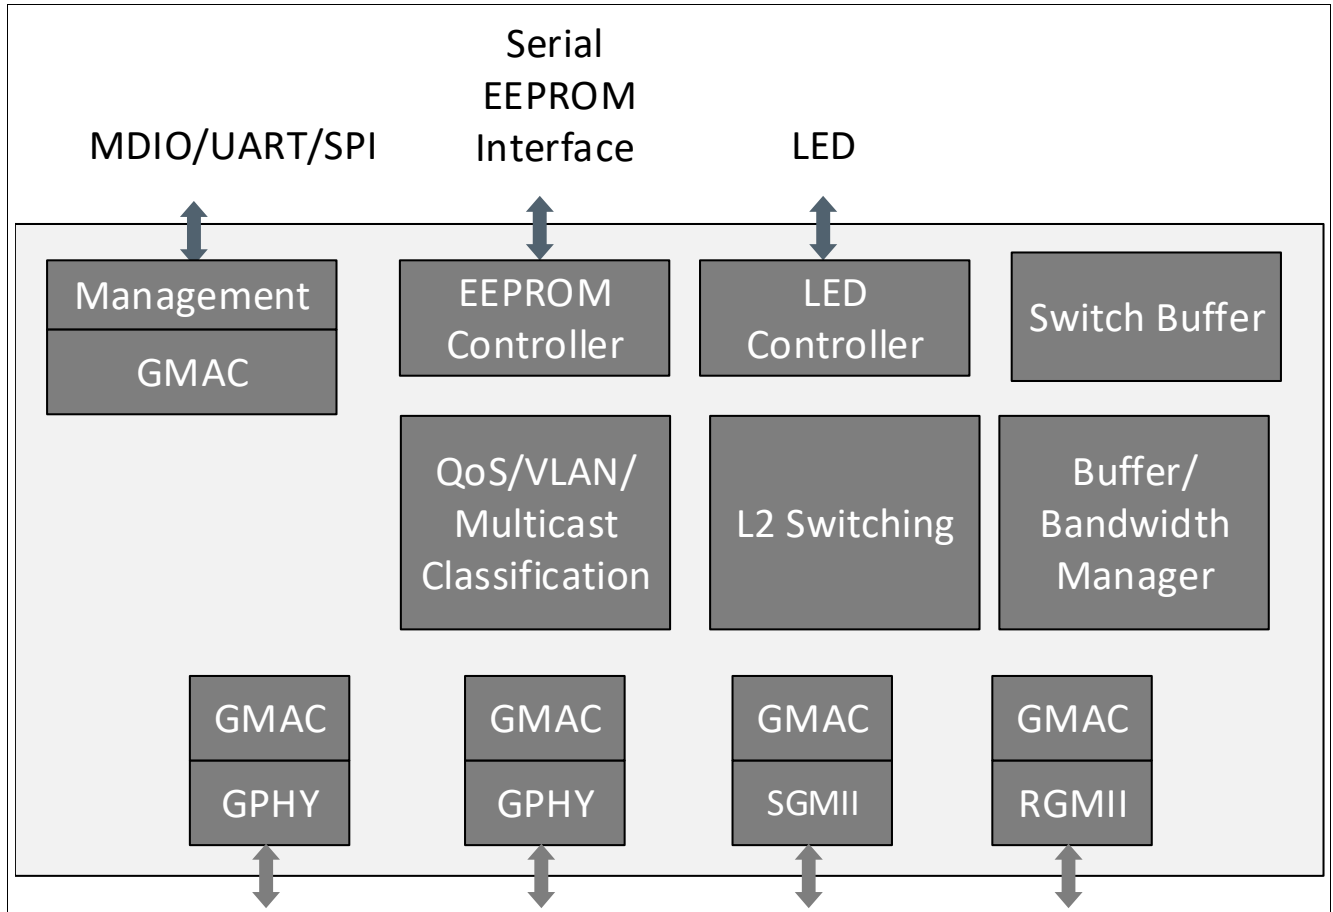 Serial
EEPROM
Interface
MDIO/UART/SPI
LED
Management
GMAC
EEPROM
Controller
LED
Controller
Switch Buffer
QoS/VLAN/
Multicast
Classification
L2 Switching
Buffer/
Bandwidth
Manager
GMAC
GPHY
GMAC
GPHY
GMAC
SGMII
GMAC
RGMII